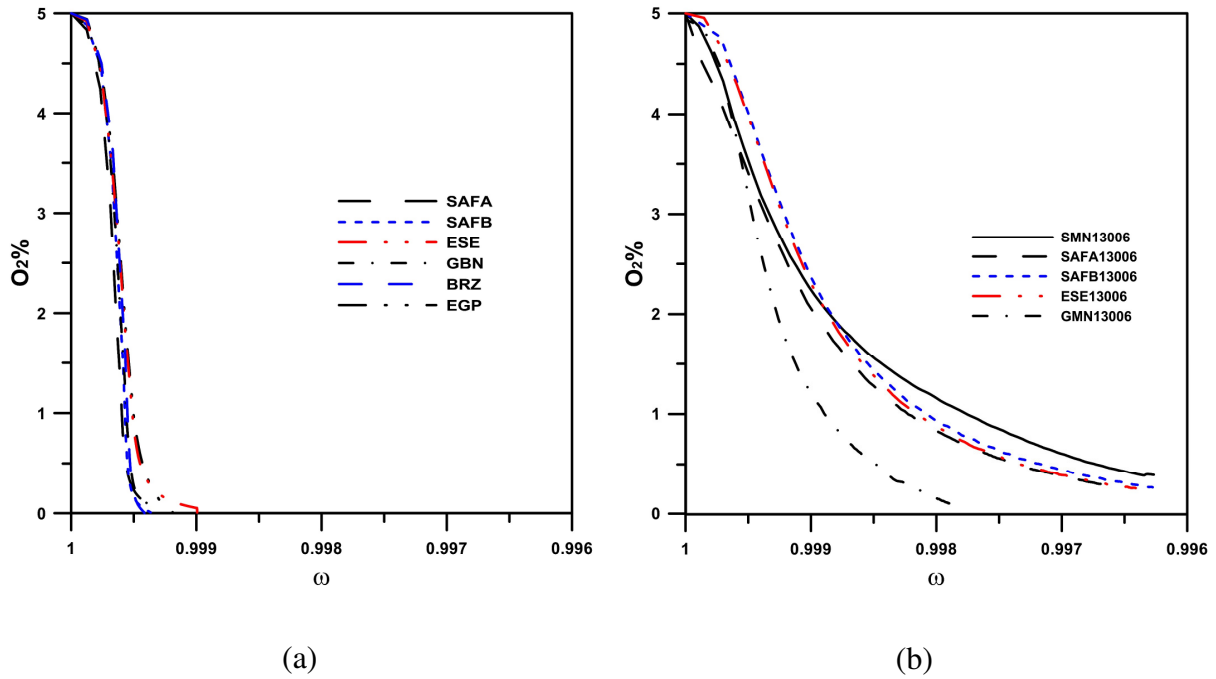 5
4
3
2
1
0
O2%
SAFA
SAFB
ESE
GBN
BRZ
EGP
1 0.999 0.998 0.997 0.996
ω
(a)
5
4
3
2
1
0
O2%
SMN13006
SAFA13006
SAFB13006
ESE13006
GMN13006
1 0.999 0.998 0.997 0.996
ω
(b)